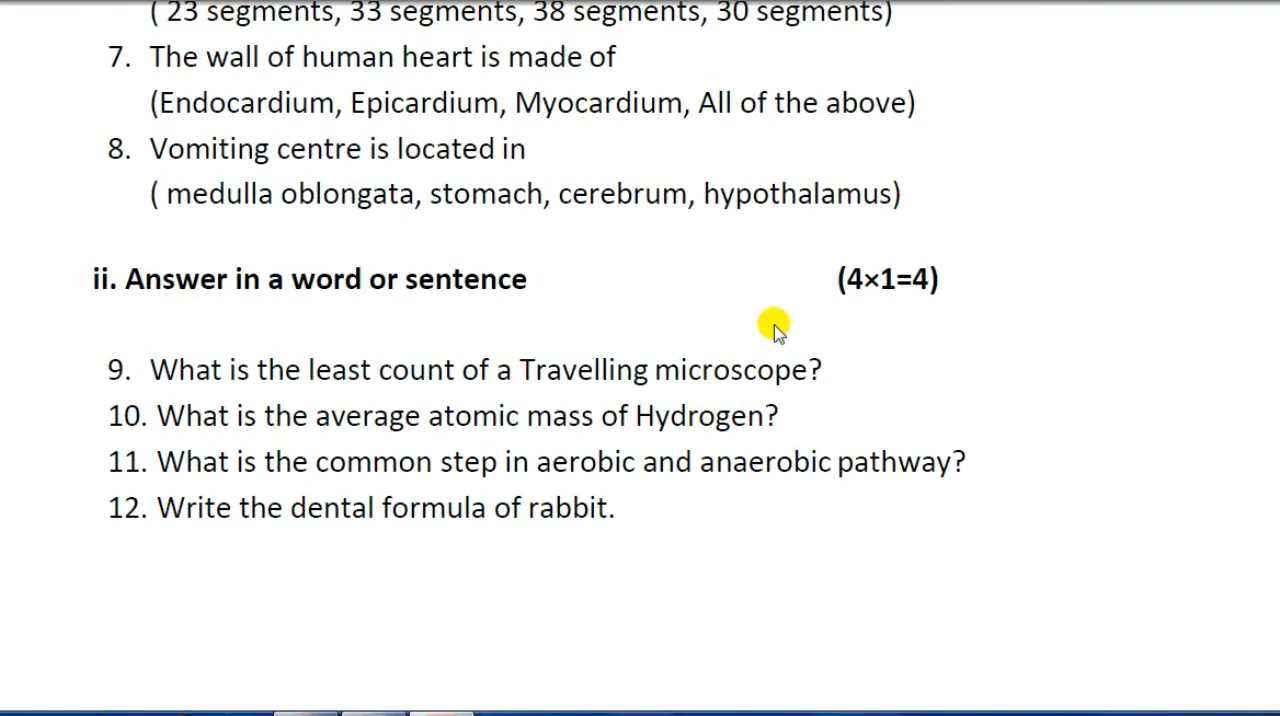 ( 23 segments, 33 segments, 38 segments, 30 segments)
7. The wall of human heart is made of
(Endocardium, Epicardium, Myocardium, All of the above)
8. Vomiting centre is located in
( medulla oblongata, stomach, cerebrum, hypothalamus)
ii. Answer in a word or sentence (4×1=4)
9. What is the least count of a Travelling microscope?
10. What is the average atomic mass of Hydrogen?
11. What is the common step in aerobic and anaerobic pathway?
12. Write the dental formula of rabbit.